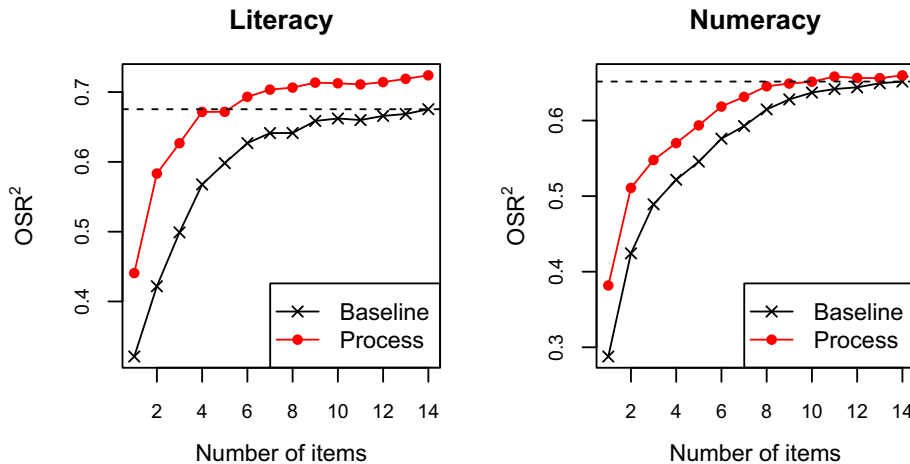 Literacy
OSR²
0.7
0.6
0.5
0.4
2 4 6 8 10 12 14
Number of items
Baseline
Process
Numeracy
OSR²
0.6
0.5
0.4
0.3
2 4 6 8 10 12 14
Number of items
Baseline
Process